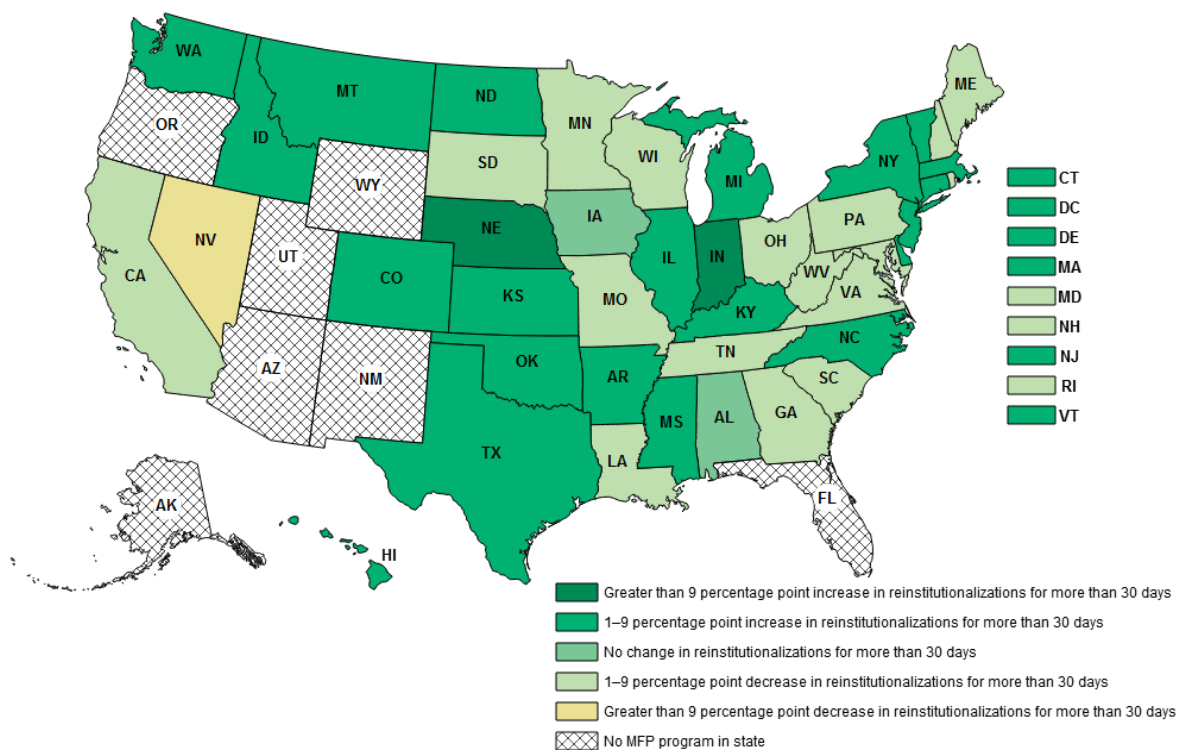 WA
MT
ND
MN
ME
OR
ID
SD
WI
NY
MI
WY
CT
DC
DE
MA
MD
NH
NJ
RI
VT
NE
IA
PA
NV
UT
IL
IN
OH
CA
CO
WV
VA
KS
MO
KY
NC
TN
AZ
NM
OK
AR
SC
MS
AL
GA
TX
LA
FL
AK
HI
Greater than 9 percentage point increase in reinstitutionalizations for more than 30 days
1–9 percentage point increase in reinstitutionalizations for more than 30 days
No change in reinstitutionalizations for more than 30 days
1–9 percentage point decrease in reinstitutionalizations for more than 30 days
Greater than 9 percentage point decrease in reinstitutionalizations for more than 30 days
No MFP program in state